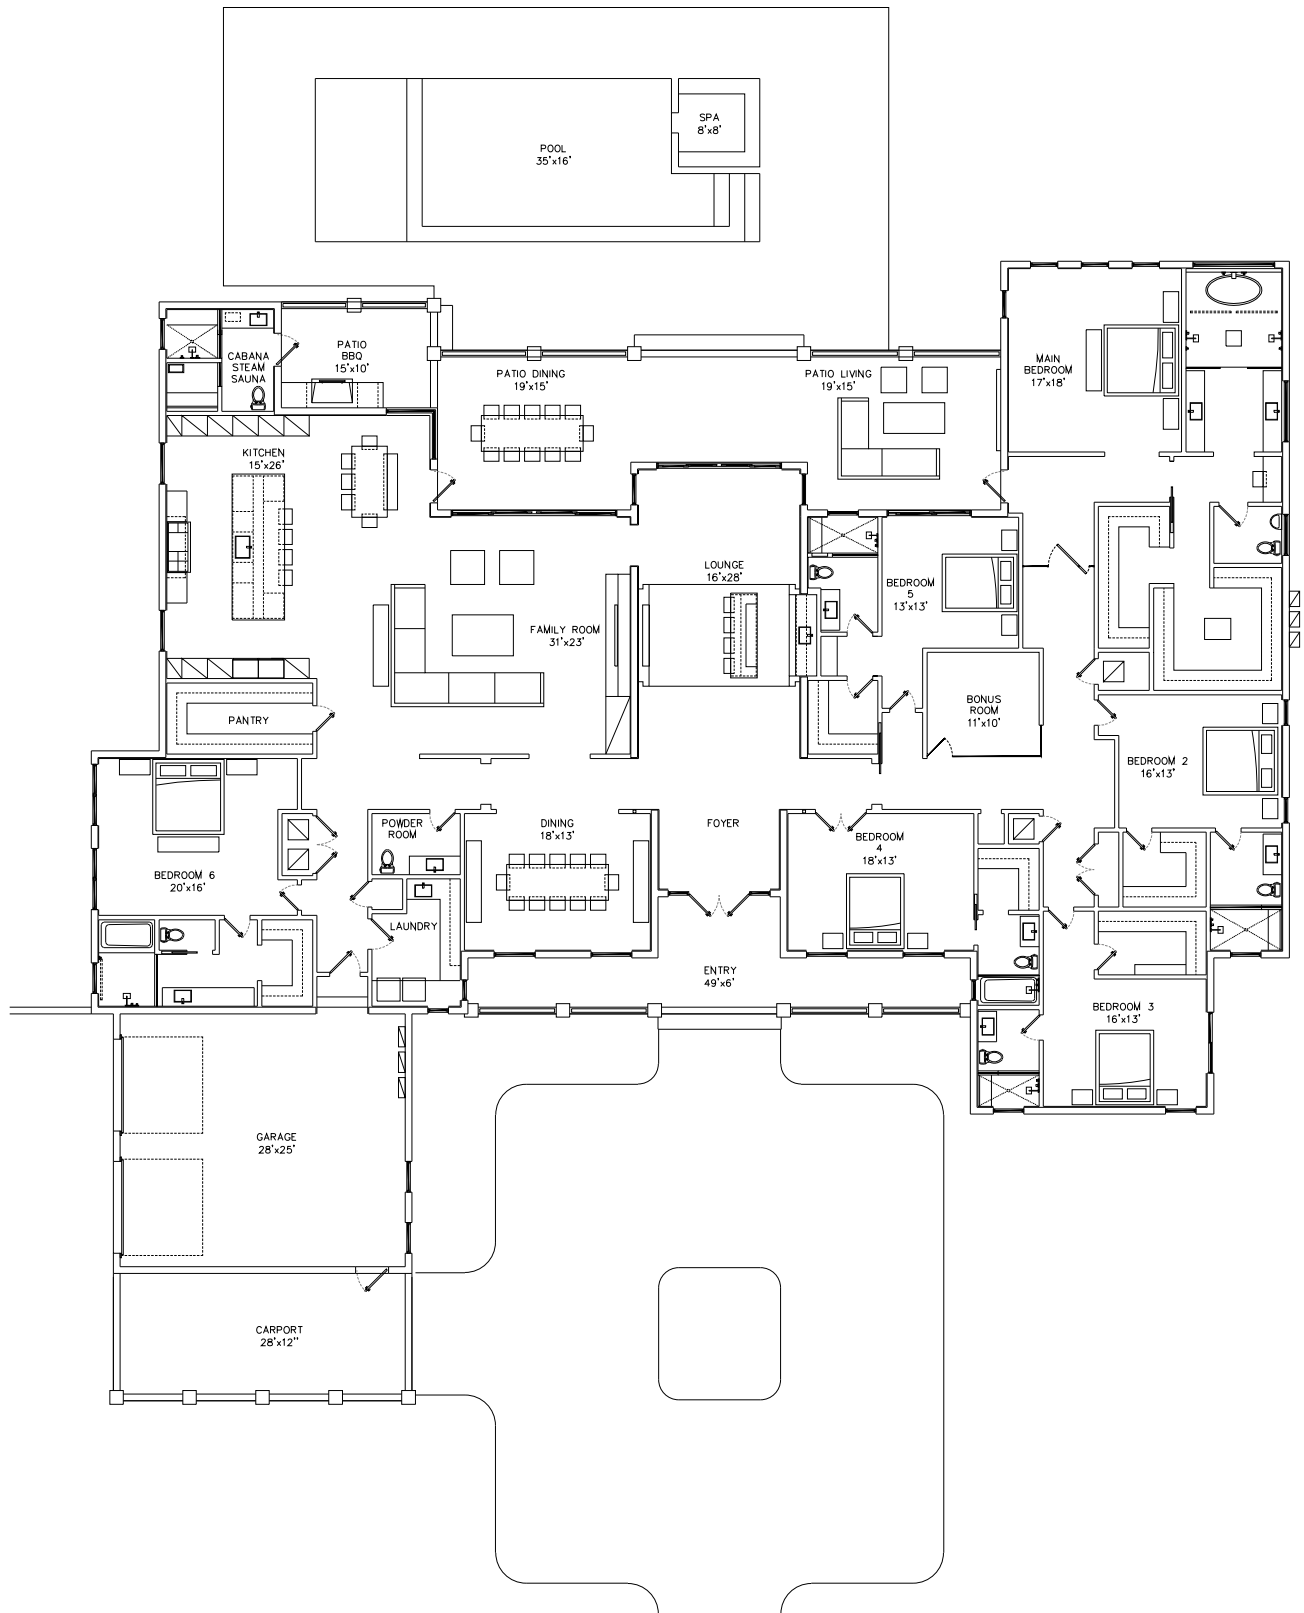 SPA
8'x8'
POOL
35'x16'
CABANA
STEAM
SAUNA
PATIO
BBQ
15'x10'
PATIO DINING
19'x15'
PATIO LIVING
19'x15'
MAIN
BEDROOM
17'x18'
KITCHEN
15'x26'
LOUNGE
16'x28'
BEDROOM
5
13'x13'
FAMILY ROOM
31'x23'
PANTRY
BONUS
ROOM
11'x10'
BEDROOM 2
16'x13'
POWDER
ROOM
DINING
18'x13'
FOYER
BEDROOM
4
18'x13'
BEDROOM 6
20'x16'
LAUNDRY
ENTRY
49'x6'
BEDROOM 3
16'x13'
GARAGE
28'x25'
CARPORT
28'x12''